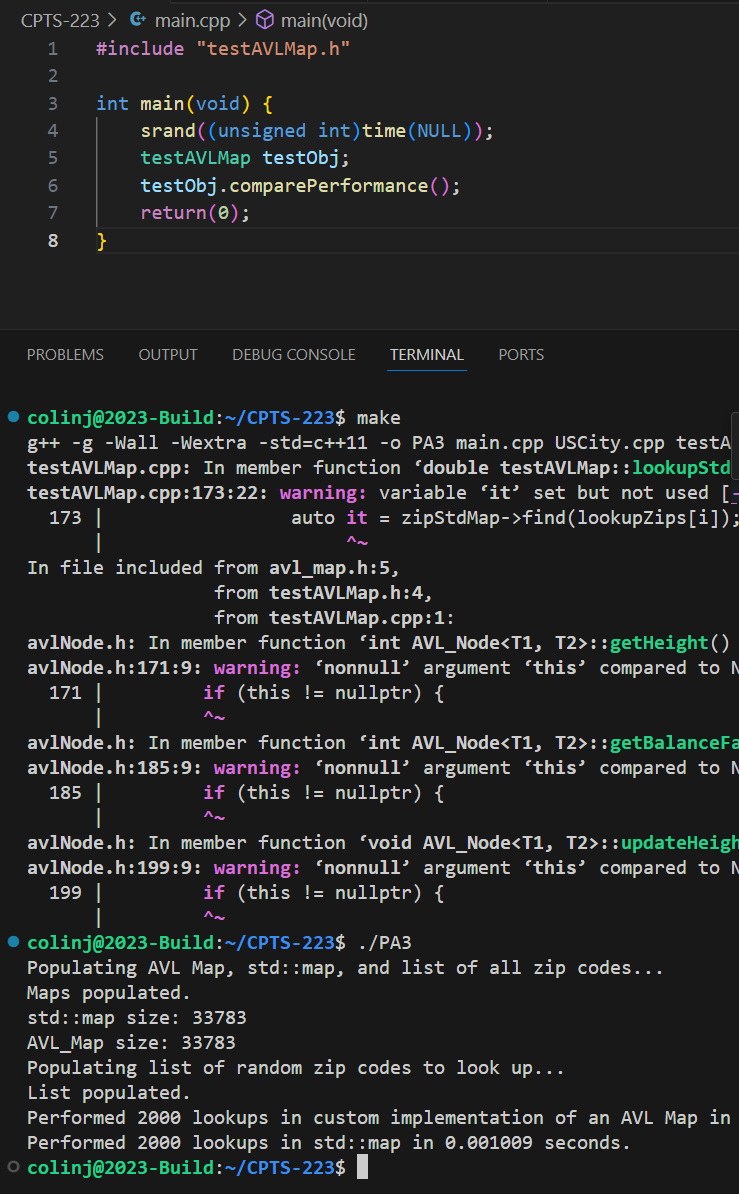 CPTS-223 > main.cpp > main(void)
1 #include "testAVLMap.h"
2
3 int main(void) {
4 srand((unsigned int)time(NULL));
5 testAVLMap testObj;
6 testObj.comparePerformance();
7 return(0);
8 }
PROBLEMS OUTPUT DEBUG CONSOLE TERMINAL PORTS
colinj@2023-Build:~/CPTS-223$ make
g++ -g -Wall -Wextra -std=c++11 -o PA3 main.cpp USCity.cpp testA
testAVLMap.cpp: In member function ‘double testAVLMap::lookupStd
testAVLMap.cpp:173:22: warning: variable ‘it’ set but not used [-
173 | auto it = zipStdMap->find(lookupZips[i]);
| ^~
In file included from avl_map.h:5,
from testAVLMap.h:4,
from testAVLMap.cpp:1:
avlNode.h: In member function ‘int AVL_Node<T1, T2>::getHeight()
avlNode.h:171:9: warning: ‘nonnull’ argument ‘this’ compared to N
171 | if (this != nullptr) {
| ^~
avlNode.h: In member function ‘int AVL_Node<T1, T2>::getBalanceFa
avlNode.h:185:9: warning: ‘nonnull’ argument ‘this’ compared to N
185 | if (this != nullptr) {
| ^~
avlNode.h: In member function ‘void AVL_Node<T1, T2>::updateHeigh
avlNode.h:199:9: warning: ‘nonnull’ argument ‘this’ compared to N
199 | if (this != nullptr) {
| ^~
colinj@2023-Build:~/CPTS-223$ ./PA3
Populating AVL Map, std::map, and list of all zip codes...
Maps populated.
std::map size: 33783
AVL_Map size: 33783
Populating list of random zip codes to look up...
List populated.
Performed 2000 lookups in custom implementation of an AVL Map in
Performed 2000 lookups in std::map in 0.001009 seconds.
colinj@2023-Build:~/CPTS-223$